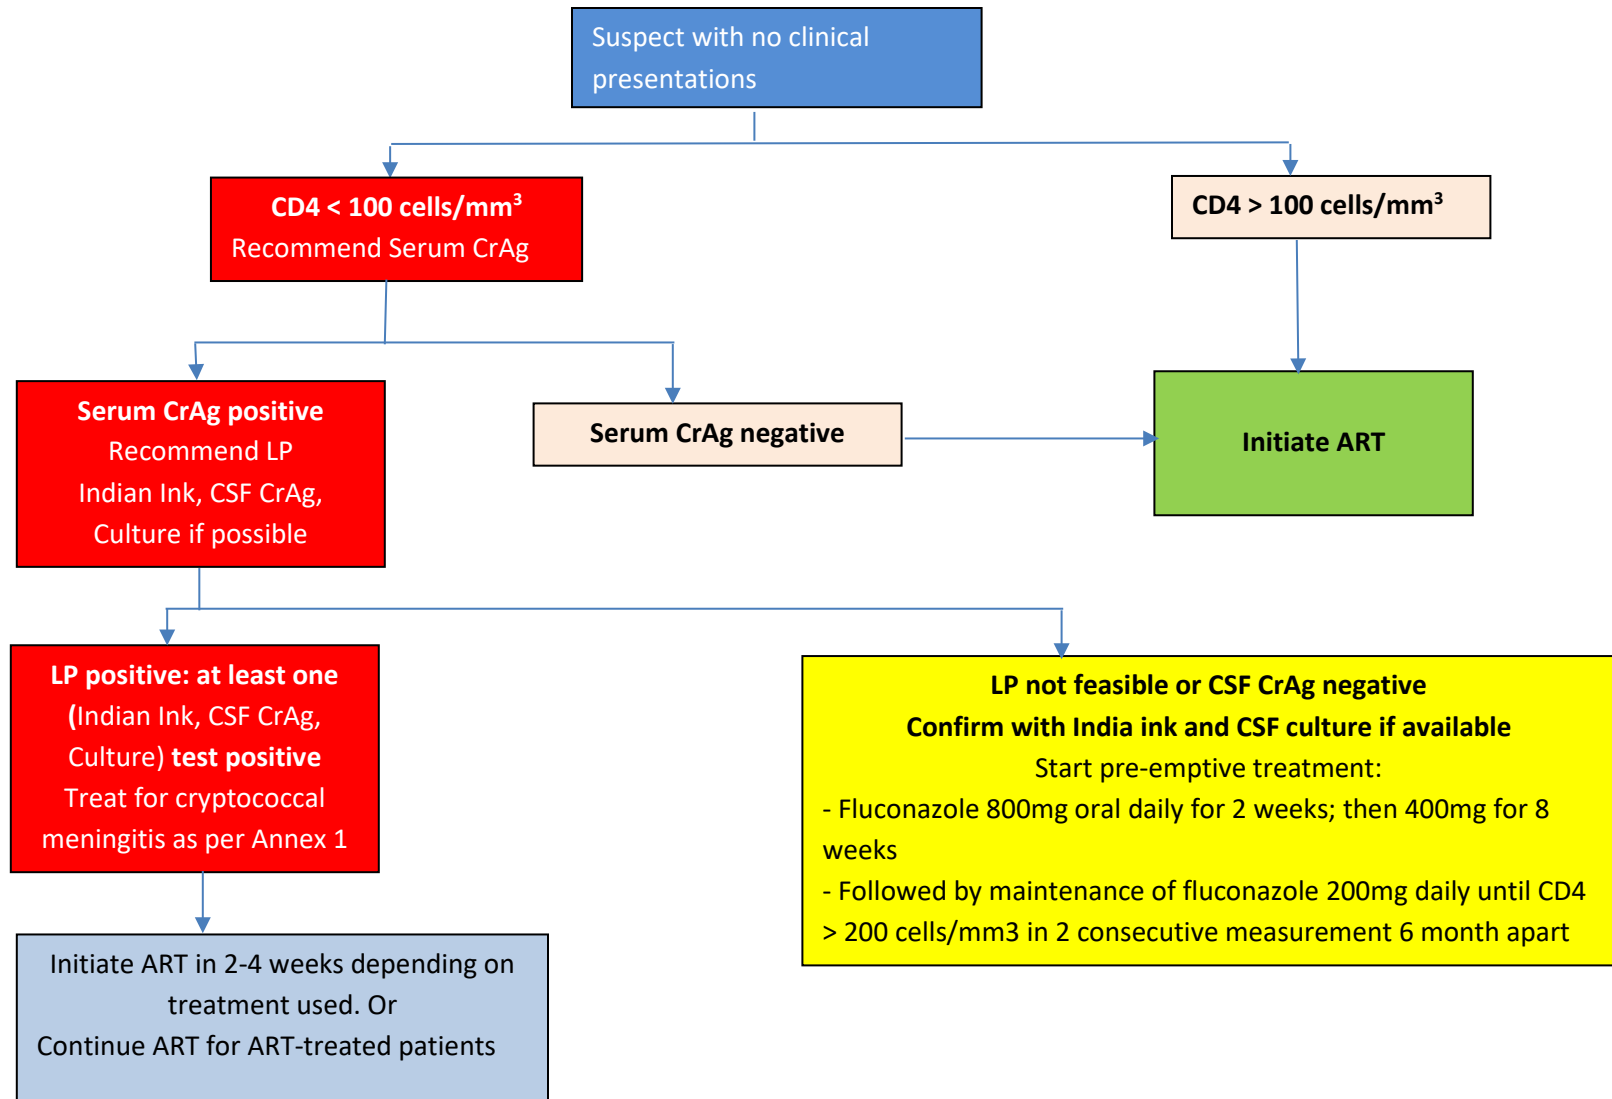 Suspect with no clinical
presentations
CD4 < 100 cells/mm³
Recommend Serum CrAg
CD4 > 100 cells/mm³
Serum CrAg positive
Recommend LP
Indian Ink, CSF CrAg,
Culture if possible
Serum CrAg negative
Initiate ART
LP positive: at least one
(Indian Ink, CSF CrAg,
Culture) test positive
Treat for cryptococcal
meningitis as per Annex 1
LP not feasible or CSF CrAg negative
Confirm with India ink and CSF culture if available
Start pre-emptive treatment:
- Fluconazole 800mg oral daily for 2 weeks; then 400mg for 8
weeks
- Followed by maintenance of fluconazole 200mg daily until CD4
> 200 cells/mm3 in 2 consecutive measurement 6 month apart
Initiate ART in 2-4 weeks depending on
treatment used. Or
Continue ART for ART-treated patients